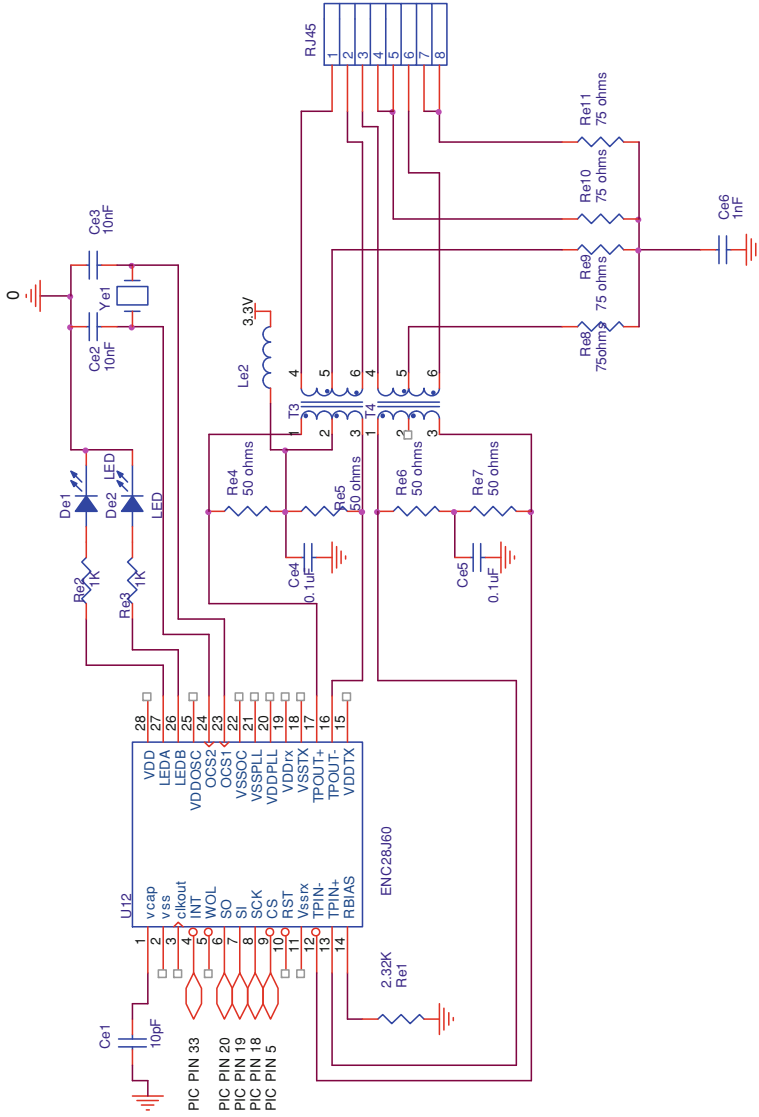 RJ45
1
2
3
4
5
6
7
8
0
Ce3
10nF
Ye1
Ce2
10nF
De1
LED
De2
LED
Re2
1K
Re3
1K
Le2
3.3V
T3
1
2
3
4
5
6
T4
1
2
3
4
5
6
Re4
50 ohms
Re5
50 ohms
Re6
50 ohms
Re7
50 ohms
Ce4
0.1uF
Ce5
0.1uF
Re8
75ohms
Re9
75 ohms
Re10
75 ohms
Re11
75 ohms
Ce6
1nF
U12
ENC28J60
1 vcap
2 vss
3 clkout
4 INT
5 WOL
6 SO
7 SI
8 SCK
9 CS
10 RST
11 Vssrx
12 TPIN-
13 TPIN+
14 RBIAS
28 VDD
27 LEDA
26 LEDB
25 VDDOSC
24 OCS2
23 OCS1
22 VSSOC
21 VSSPLL
20 VDDPLL
19 VDDrx
18 VSSTX
17 TPOUT+
16 TPOUT-
15 VDDTX
Ce1
10pF
PIC PIN 33
PIC PIN 20
PIC PIN 19
PIC PIN 18
PIC PIN 5
2.32K
Re1